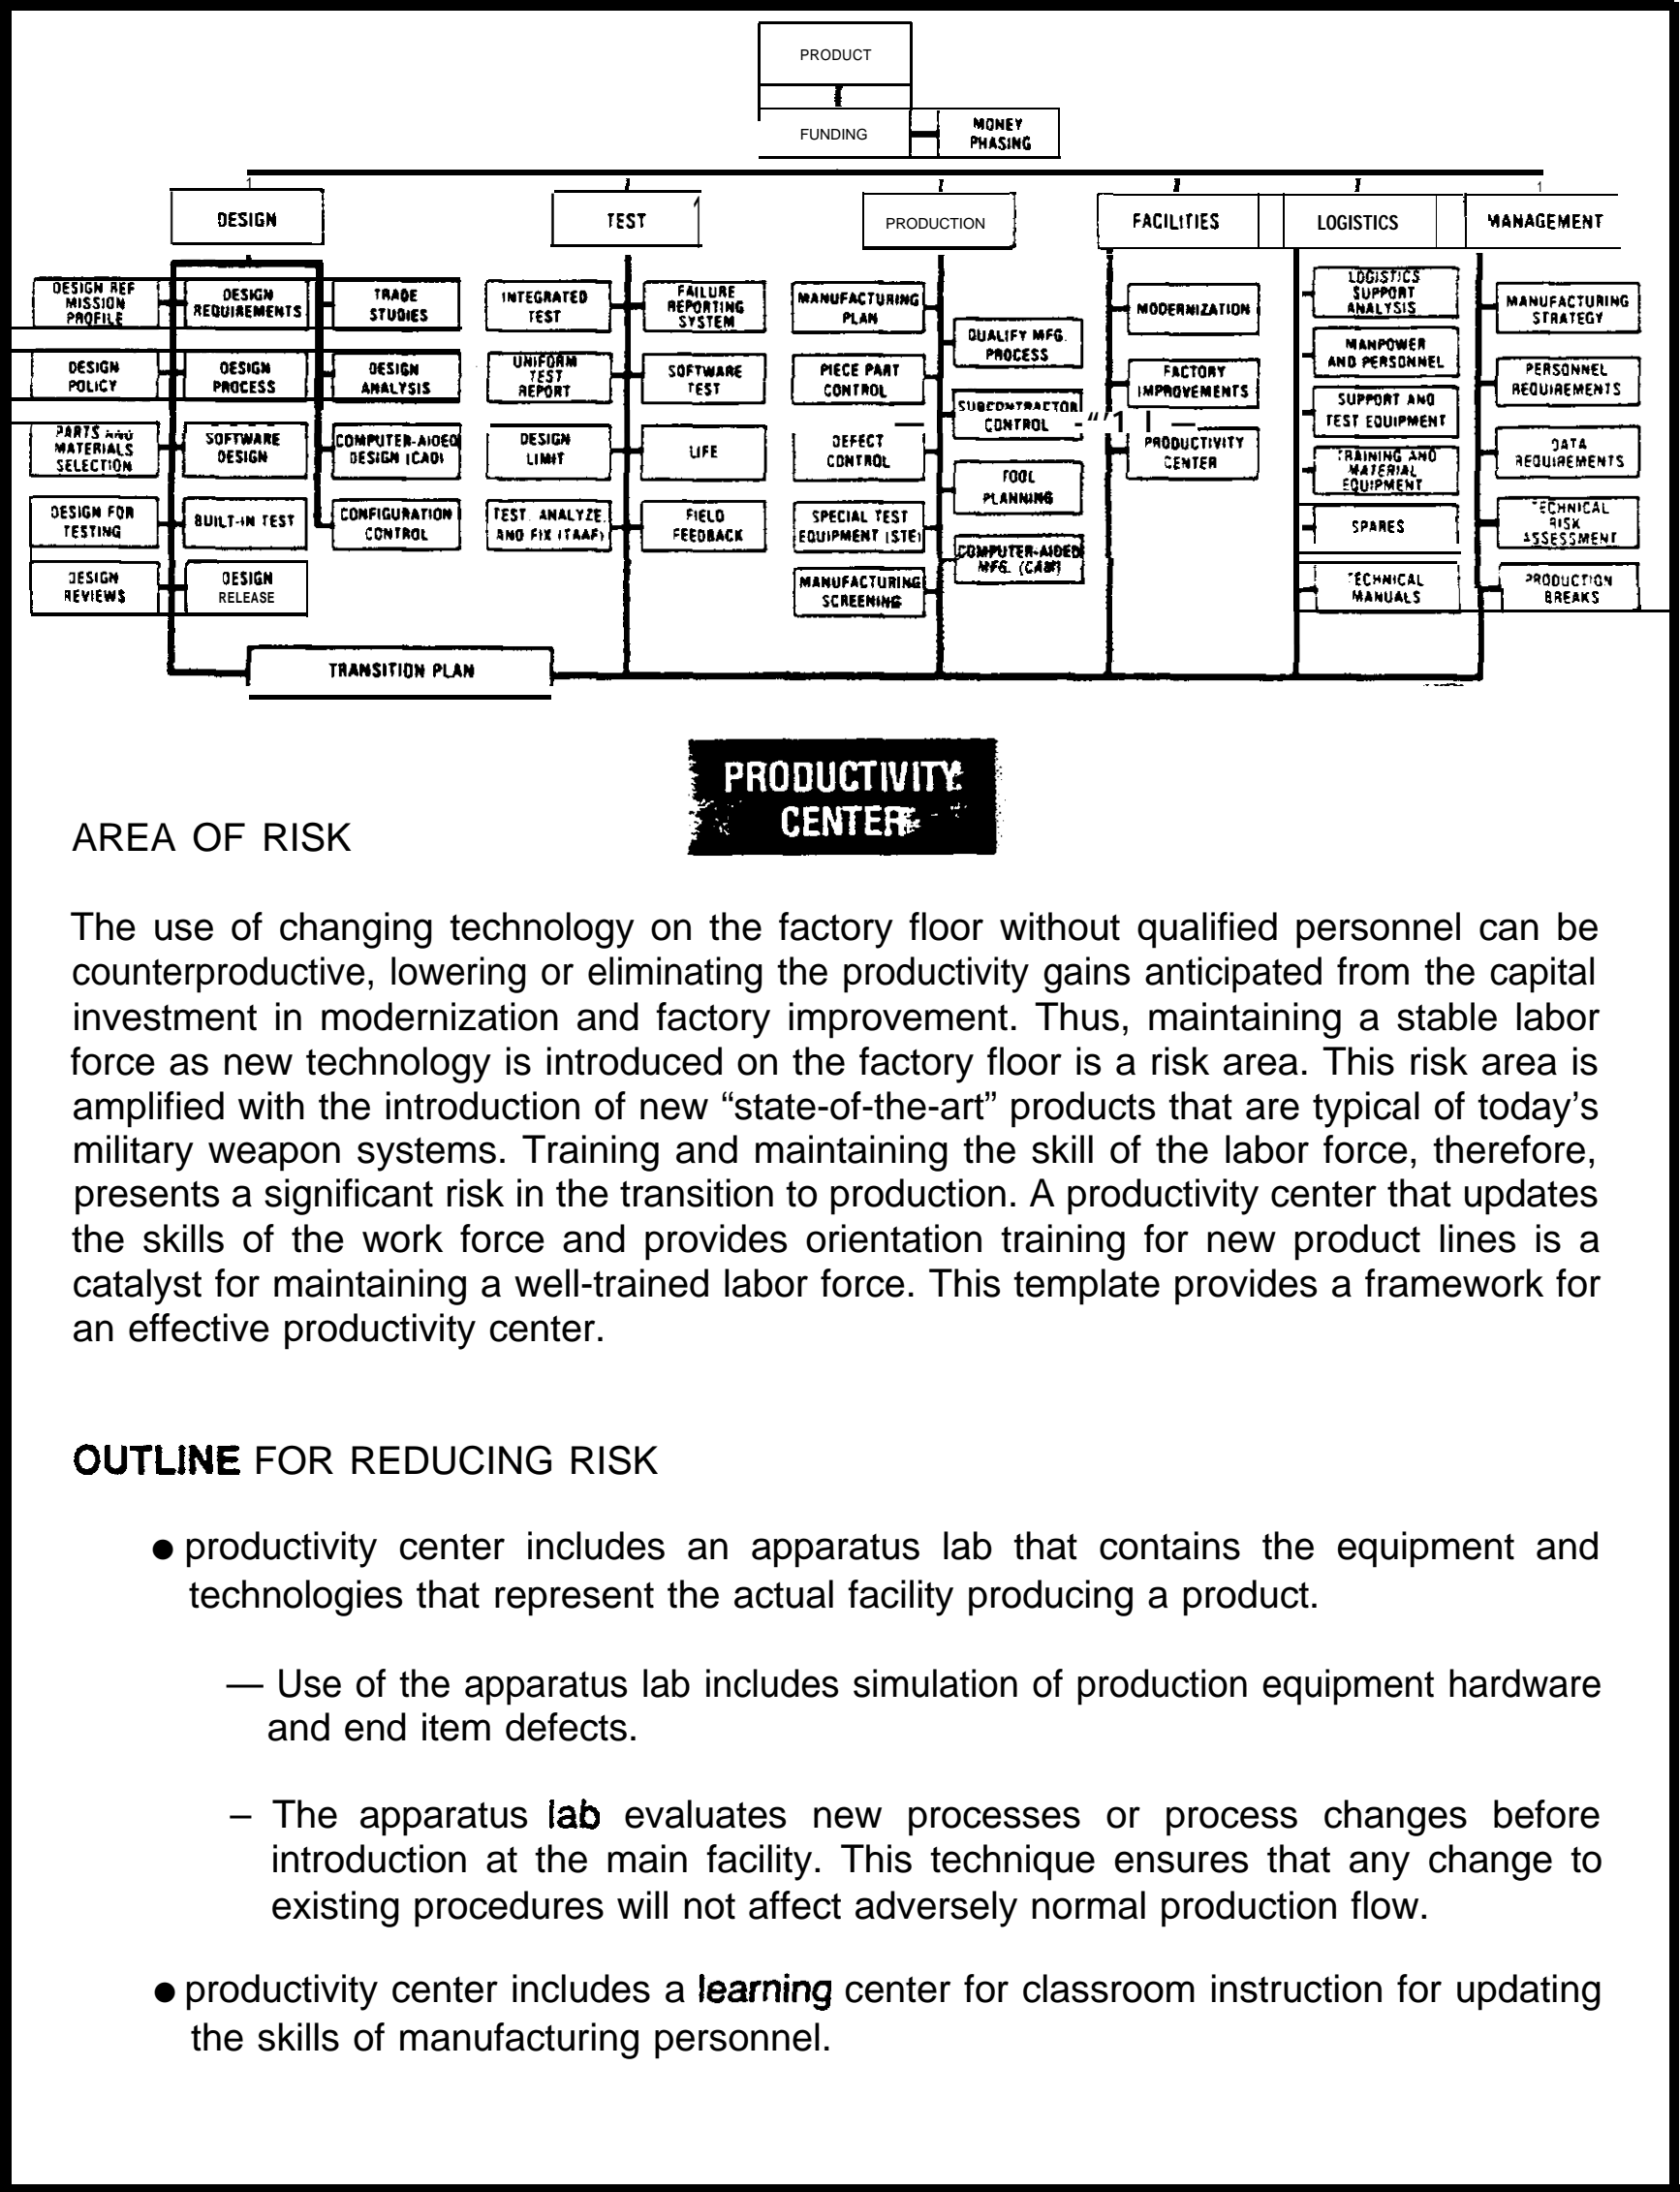 PRODUCT
FUNDING
MONEY
PHASING
DESIGN
TEST
PRODUCTION
FACILITIES
LOGISTICS
MANAGEMENT
DESIGN REF
MISSION
PROFILE
DESIGN
REQUIREMENTS
TRADE
STUDIES
DESIGN
POLICY
DESIGN
PROCESS
DESIGN
ANALYSIS
PARTS AND
MATERIALS
SELECTION
SOFTWARE
DESIGN
COMPUTER-AIDED
DESIGN (CAD)
DESIGN FOR
TESTING
BUILT-IN TEST
CONFIGURATION
CONTROL
DESIGN
REVIEWS
DESIGN
RELEASE
INTEGRATED
TEST
FAILURE
REPORTING
SYSTEM
UNIFORM
TEST
REPORT
SOFTWARE
TEST
DESIGN
LIMIT
LIFE
TEST, ANALYZE
AND FIX (TAAF)
FIELD
FEEDBACK
MANUFACTURING
PLAN
QUALIFY MFG.
PROCESS
PIECE PART
CONTROL
SUBCONTRACTOR
CONTROL
DEFECT
CONTROL
TOOL
PLANNING
SPECIAL TEST
EQUIPMENT (STE)
COMPUTER-AIDED
MFG. (CAM)
MANUFACTURING
SCREENING
MODERNIZATION
FACTORY
IMPROVEMENTS
PRODUCTIVITY
CENTER
LOGISTICS
SUPPORT
ANALYSIS
MANPOWER
AND PERSONNEL
SUPPORT AND
TEST EQUIPMENT
TRAINING AND
MATERIAL
EQUIPMENT
SPARES
TECHNICAL
MANUALS
MANUFACTURING
STRATEGY
PERSONNEL
REQUIREMENTS
DATA
REQUIREMENTS
TECHNICAL
RISK
ASSESSMENT
PRODUCTION
BREAKS
TRANSITION PLAN
PRODUCTIVITY
CENTER
AREA OF RISK
The use of changing technology on the factory floor without qualified personnel can be
counterproductive, lowering or eliminating the productivity gains anticipated from the capital
investment in modernization and factory improvement. Thus, maintaining a stable labor
force as new technology is introduced on the factory floor is a risk area. This risk area is
amplified with the introduction of new “state-of-the-art” products that are typical of today’s
military weapon systems. Training and maintaining the skill of the labor force, therefore,
presents a significant risk in the transition to production. A productivity center that updates
the skills of the work force and provides orientation training for new product lines is a
catalyst for maintaining a well-trained labor force. This template provides a framework for
an effective productivity center.
OUTLINE FOR REDUCING RISK
● productivity center includes an apparatus lab that contains the equipment and
technologies that represent the actual facility producing a product.
— Use of the apparatus lab includes simulation of production equipment hardware
and end item defects.
– The apparatus lab evaluates new processes or process changes before
introduction at the main facility. This technique ensures that any change to
existing procedures will not affect adversely normal production flow.
● productivity center includes a learning center for classroom instruction for updating
the skills of manufacturing personnel.